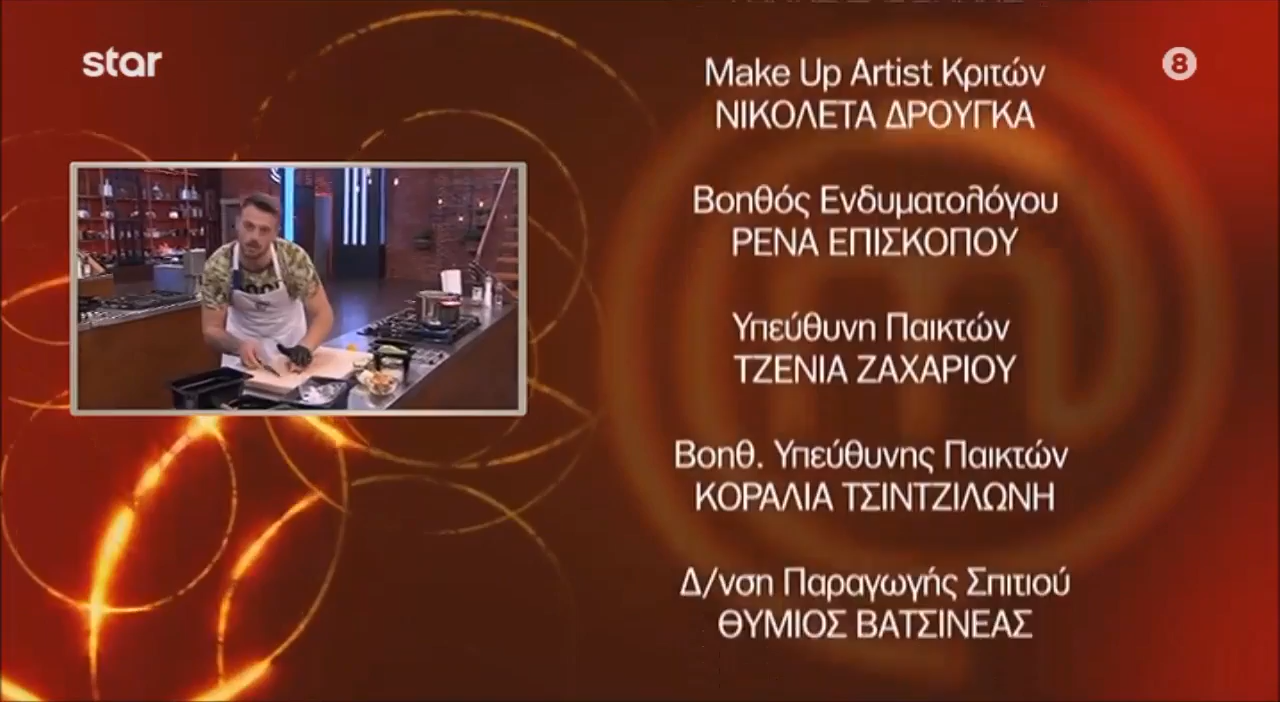 star
8
Make Up Artist Κριτών
ΝΙΚΟΛΕΤΑ ΔΡΟΥΓΚΑ
Βοηθός Ενδυματολόγου
ΡΕΝΑ ΕΠΙΣΚΟΠΟΥ
Υπεύθυνη Παικτών
ΤΖΕΝΙΑ ΖΑΧΑΡΙΟΥ
Βοηθ. Υπεύθυνης Παικτών
ΚΟΡΑΛΙΑ ΤΣΙΝΤΖΙΛΩΝΗ
Δ/νση Παραγωγής Σπιτιού
ΘΥΜΙΟΣ ΒΑΤΣΙΝΕΑΣ